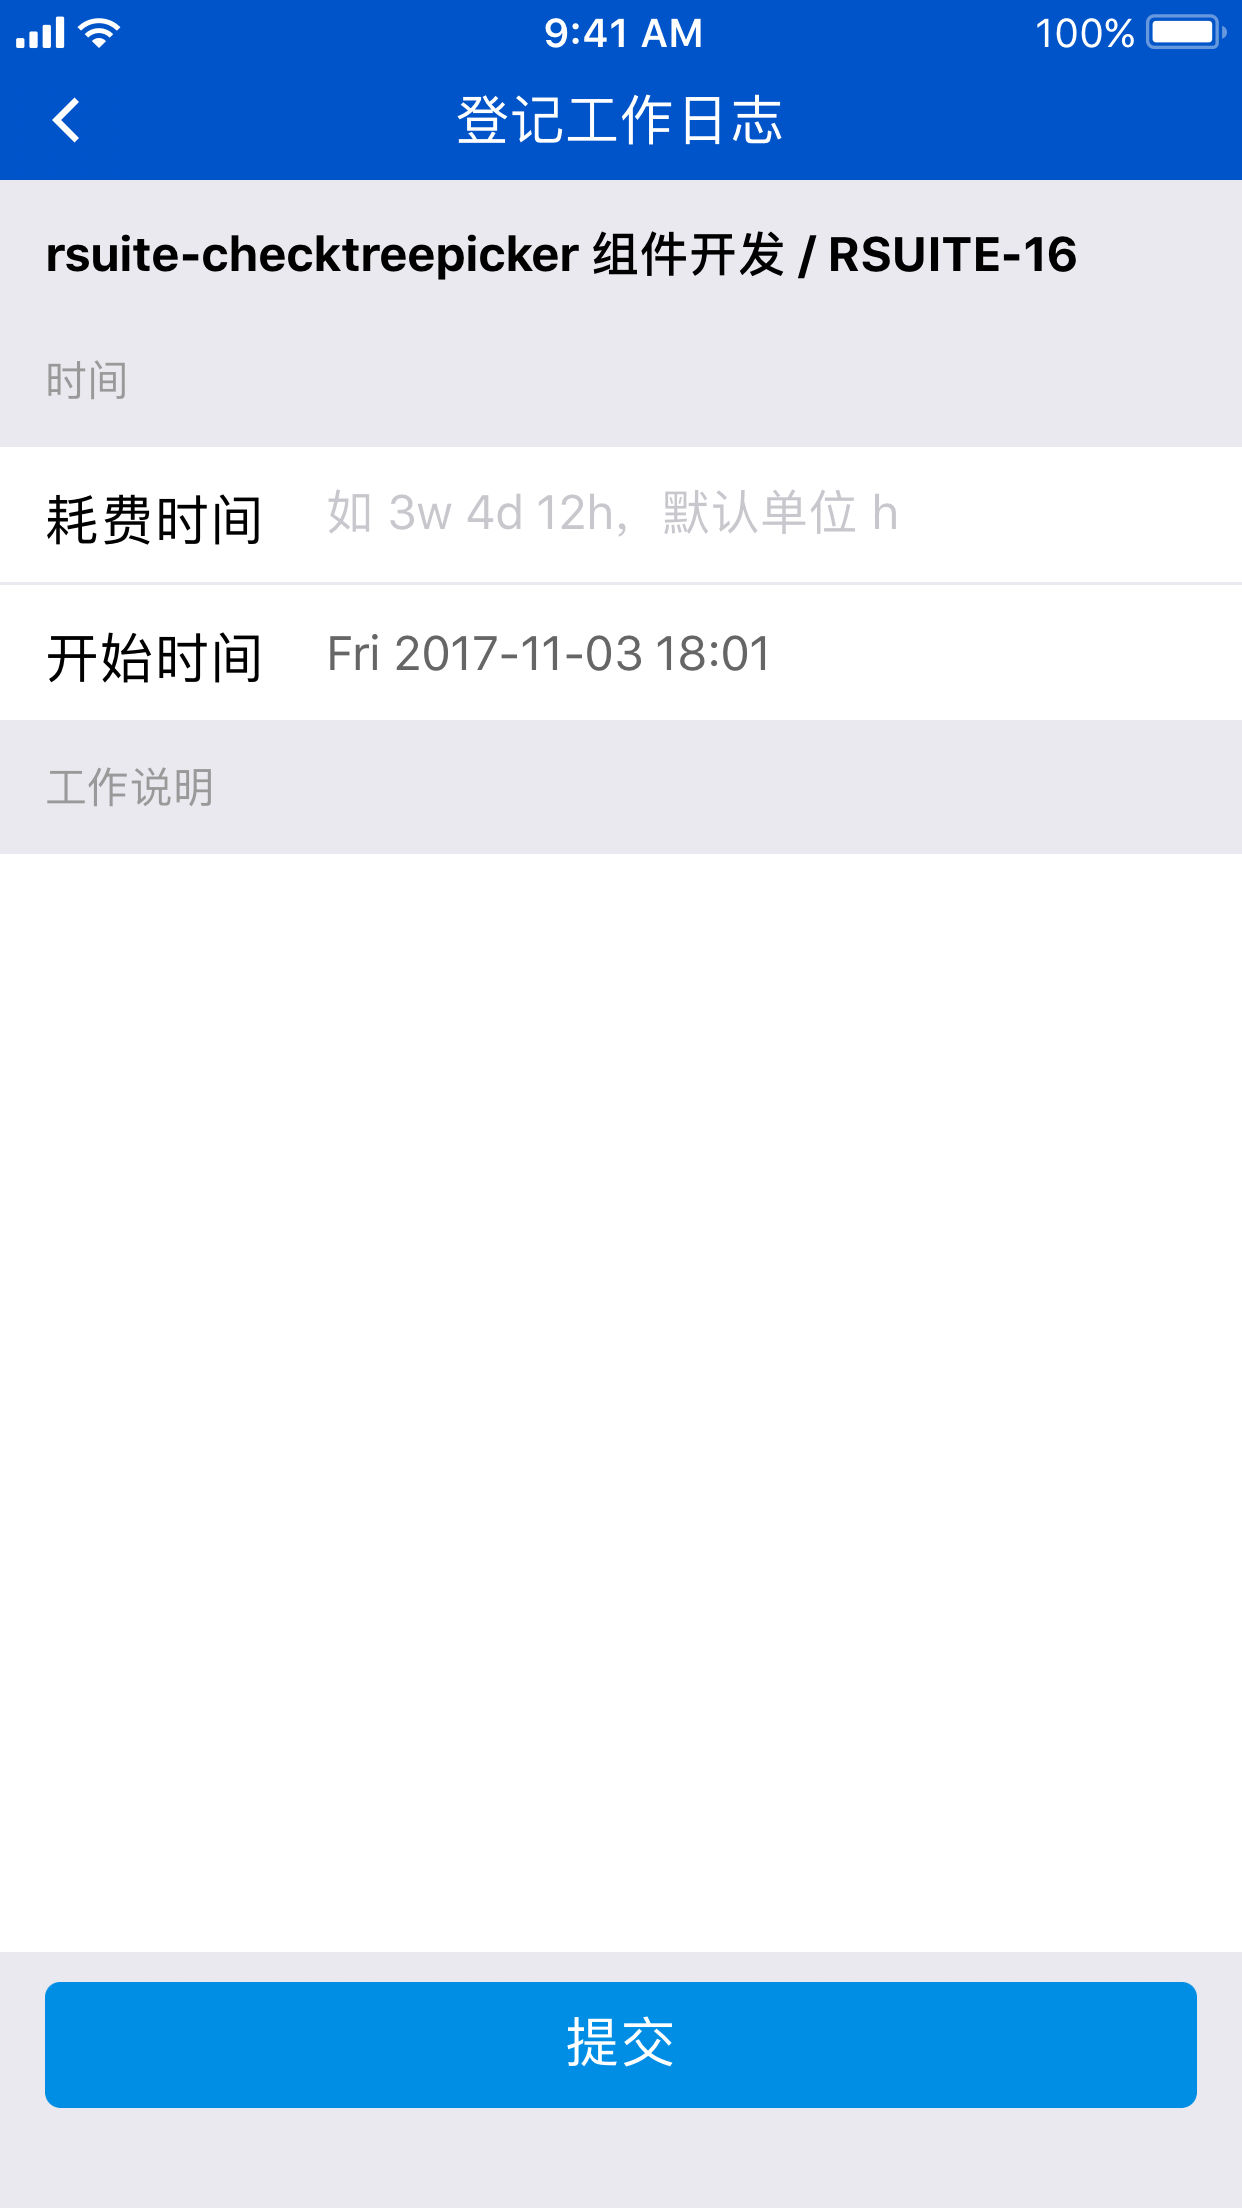 9:41 AM
100%
登记工作日志
rsuite-checktreepicker 组件开发 / RSUITE-16
时间
耗费时间 如 3w 4d 12h，默认单位 h
开始时间 Fri 2017-11-03 18:01
工作说明
提交